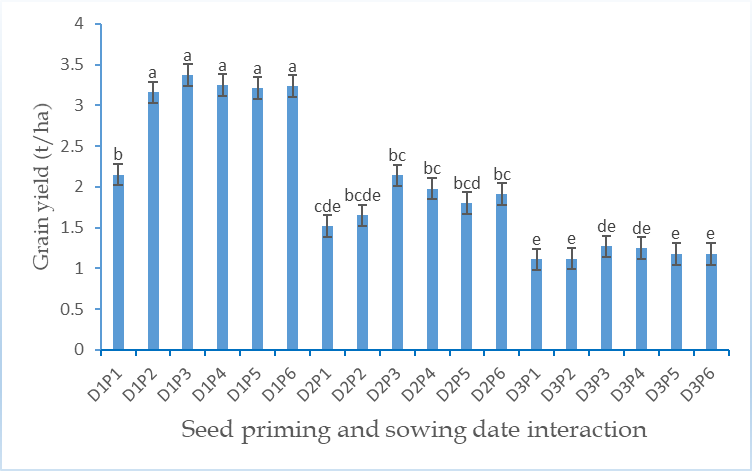 Grain yield (t/ha)
4
3.5
3
2.5
2
1.5
1
0.5
0
b
a
a
a
a
a
cde
bcde
bc
bc
bcd
bc
e
e
de
de
e
e
D1P1
D1P2
D1P3
D1P4
D1P5
D1P6
D2P1
D2P2
D2P3
D2P4
D2P5
D2P6
D3P1
D3P2
D3P3
D3P4
D3P5
D3P6
Seed priming and sowing date interaction